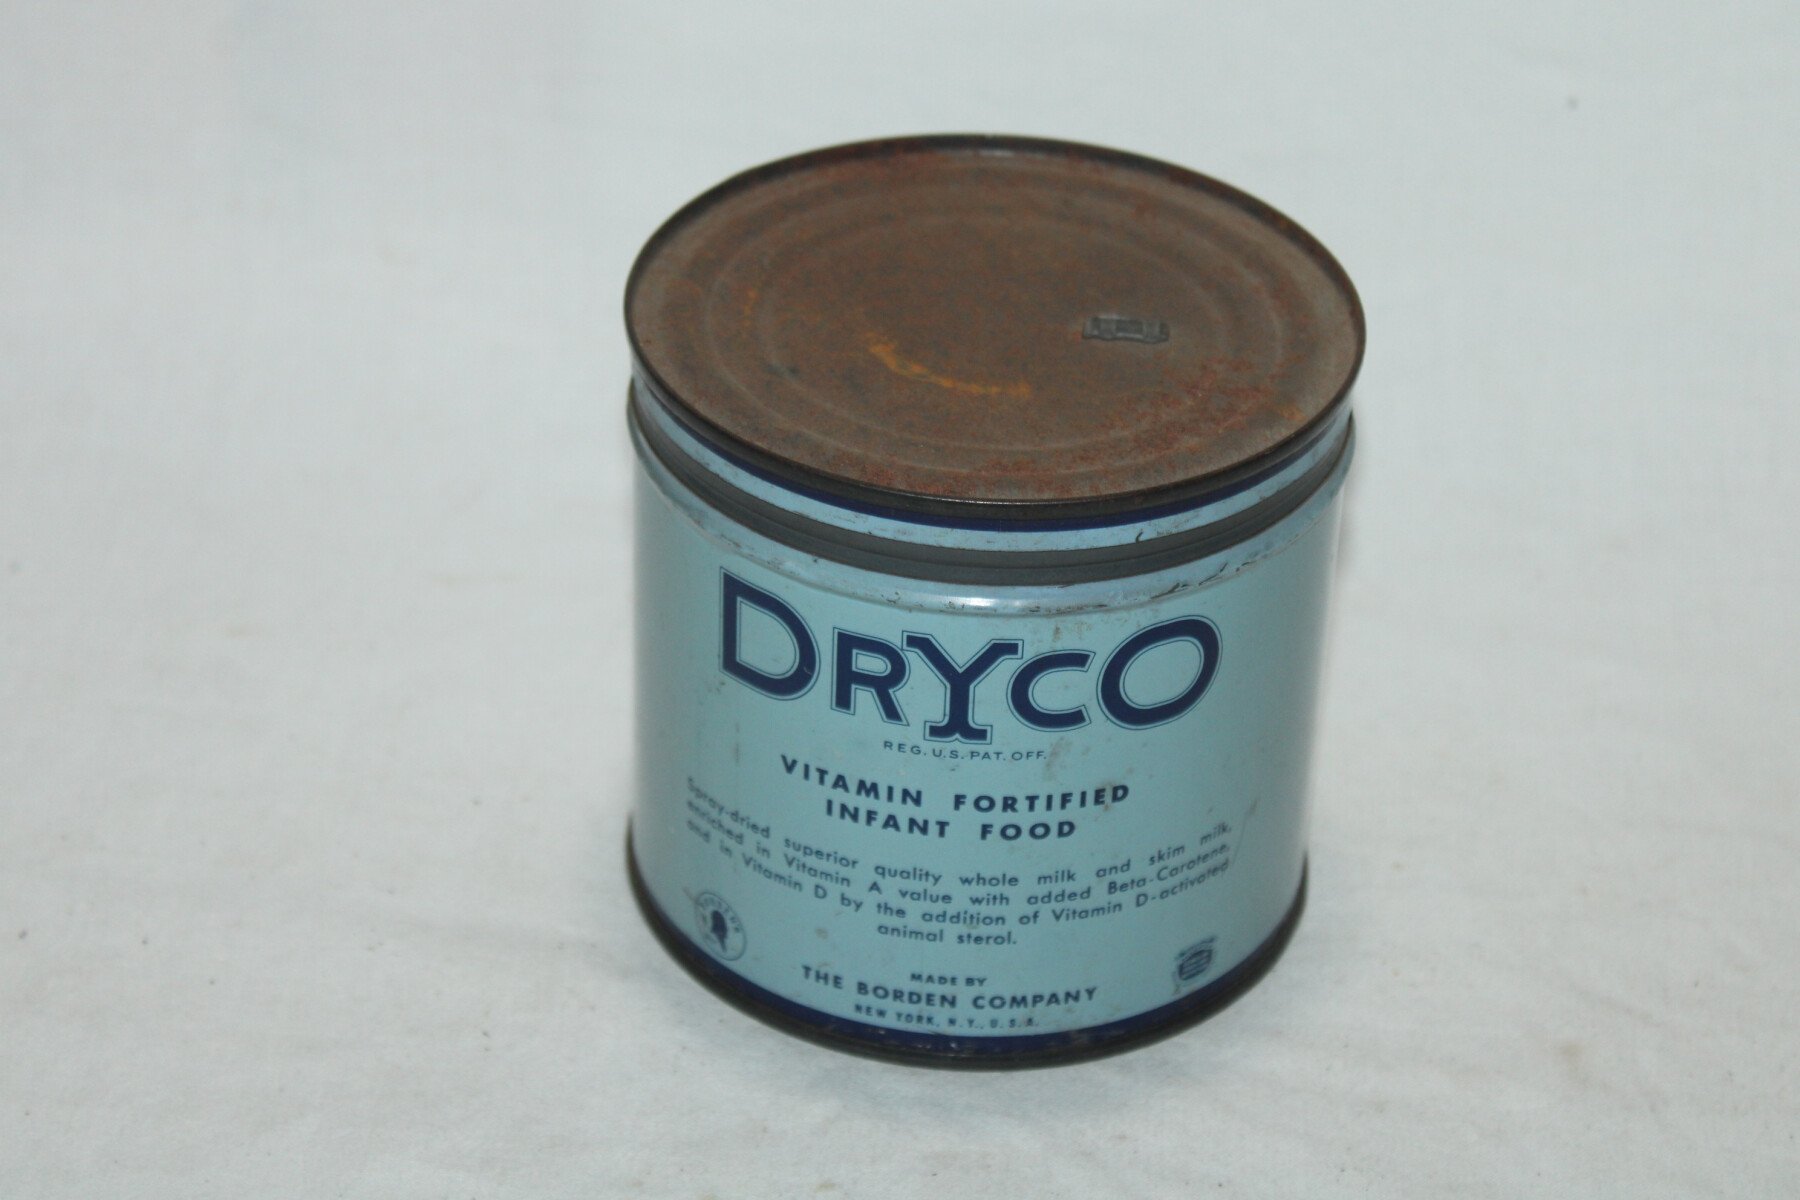 DRYCO
REG. U.S. PAT. OFF.
VITAMIN FORTIFIED
INFANT FOOD
Spray-dried superior quality whole milk and skim milk,
enriched in Vitamin A value with added Beta-Carotene,
and in Vitamin D by the addition of Vitamin D-activated
animal sterol.
MADE BY
THE BORDEN COMPANY
NEW YORK, N.Y., U.S.A.